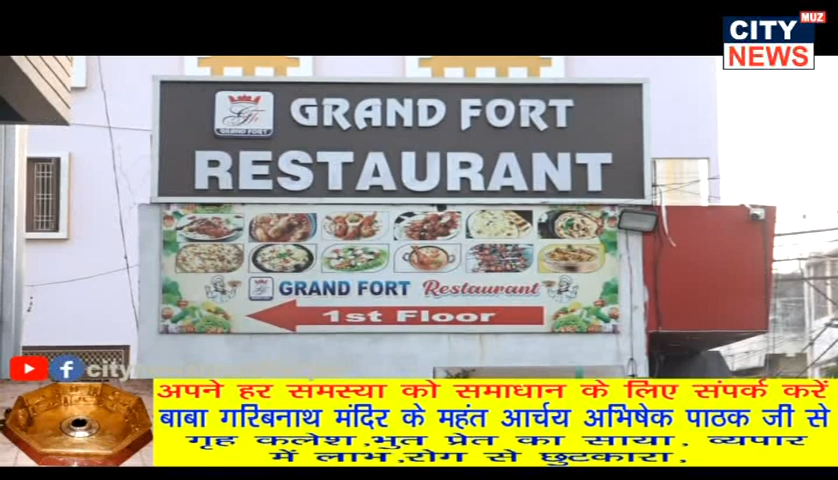 CITY MUZ
NEWS
GRAND FORT
GRAND FORT
RESTAURANT
GRAND FORT Restaurant
1st Floor
city
अपने हर समस्या को समाधान के लिए संपर्क करें
बाबा गरिबनाथ मंदिर के महंत आर्चय अभिषेक पाठक जी से
गृह कलेश,भुत प्रेत का साया, व्यपार
में लाभ,रोग से छुटकारा,